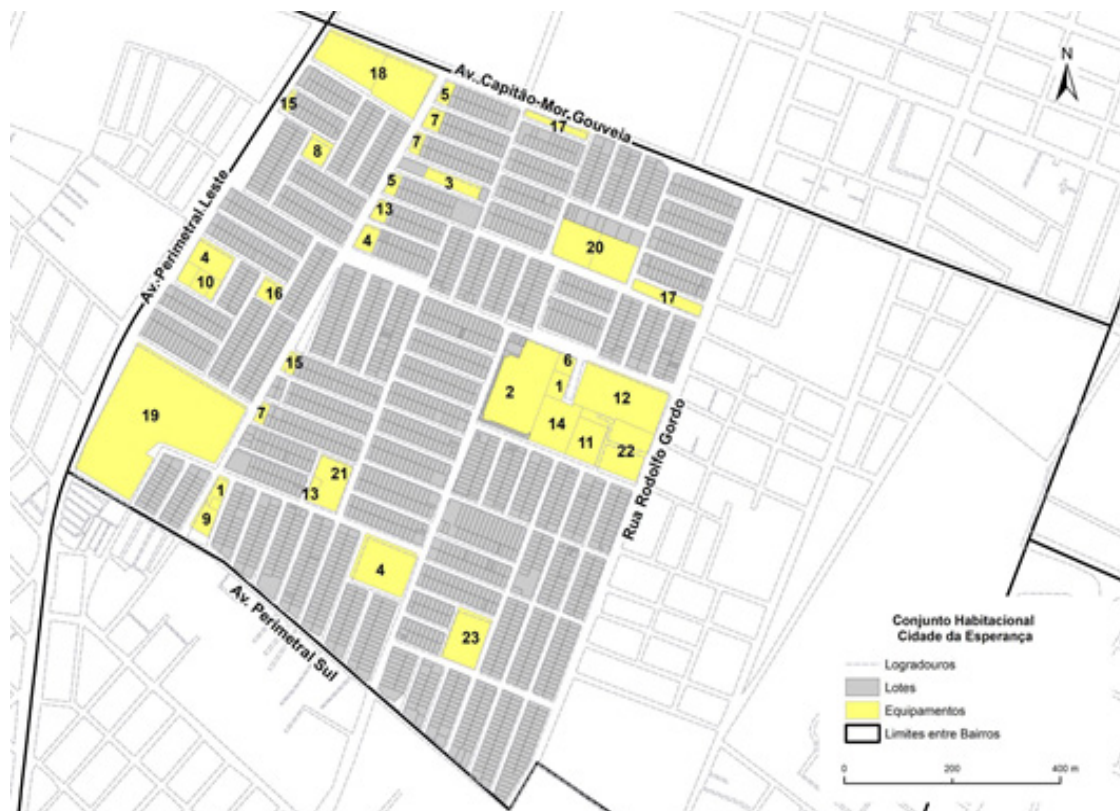 N
Av. Capitão-Mor Gouveia
18
5
15
7
17
7
8
3
5
13
4
20
Av. Perimetral Leste
4
10
16
17
15
6
2
1
12
19
7
14
11
22
Rua Rodolfo Gordo
21
13
1
9
4
Av. Perimetral Sul
23
Conjunto Habitacional
Cidade da Esperança
Logradouros
Lotes
Equipamentos
Limites entre Bairros
0 200 400 m